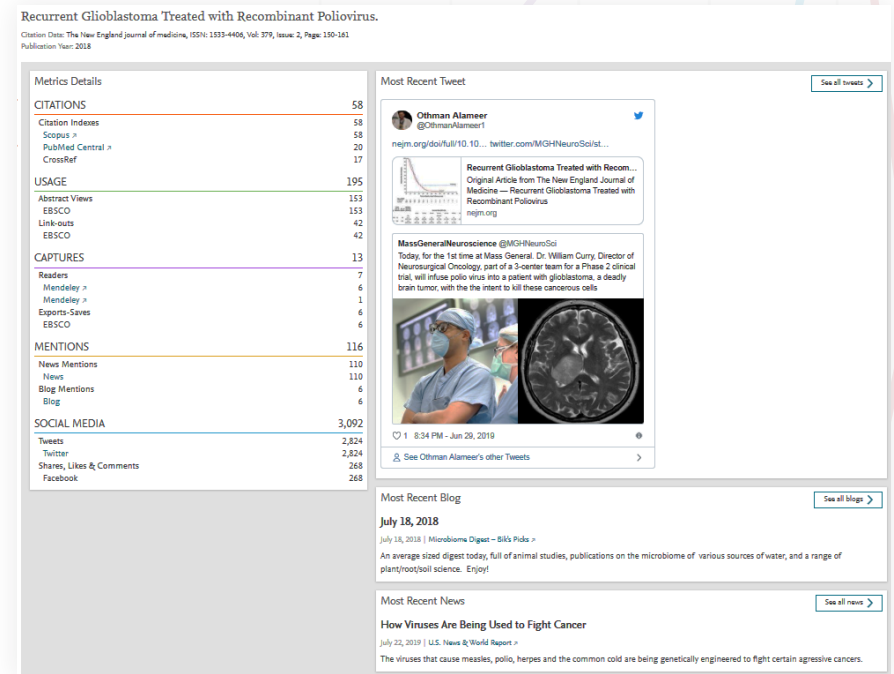 Recurrent Glioblastoma Treated with Recombinant Poliovirus.
Citation Data: The New England journal of medicine, ISSN: 1533-4406, Vol: 379, Issue: 2, Page: 150-161
Publication Year: 2018
Metrics Details
CITATIONS 58
Citation Indexes 58
Scopus ↗ 58
PubMed Central ↗ 20
CrossRef 17
USAGE 195
Abstract Views 153
EBSCO 153
Link-outs 42
EBSCO 42
CAPTURES 13
Readers 7
Mendeley ↗ 6
Mendeley ↗ 1
Exports-Saves 6
EBSCO 6
MENTIONS 116
News Mentions 110
News 110
Blog Mentions 6
Blog 6
SOCIAL MEDIA 3,092
Tweets 2,824
Twitter 2,824
Shares, Likes & Comments 268
Facebook 268
Most Recent Tweet
See all tweets
Othman Alameer
@OthmanAlameer1
nejm.org/doi/full/10.10... twitter.com/MGHNeuroSci/st...
Recurrent Glioblastoma Treated with Recom...
Original Article from The New England Journal of
Medicine — Recurrent Glioblastoma Treated with
Recombinant Poliovirus
nejm.org
MassGeneralNeuroscience @MGHNeuroSci
Today, for the 1st time at Mass General. Dr. William Curry, Director of
Neurosurgical Oncology, part of a 3-center team for a Phase 2 clinical
trial, will infuse polio virus into a patient with glioblastoma, a deadly
brain tumor, with the the intent to kill these cancerous cells
1 8:34 PM - Jun 29, 2019
See Othman Alameer's other Tweets
Most Recent Blog
See all blogs
July 18, 2018
July 18, 2018 | Microbiome Digest – Bik's Picks ↗
An average sized digest today, full of animal studies, publications on the microbiome of various sources of water, and a range of
plant/root/soil science. Enjoy!
Most Recent News
See all news
How Viruses Are Being Used to Fight Cancer
July 22, 2019 | U.S. News & World Report ↗
The viruses that cause measles, polio, herpes and the common cold are being genetically engineered to fight certain agressive cancers.